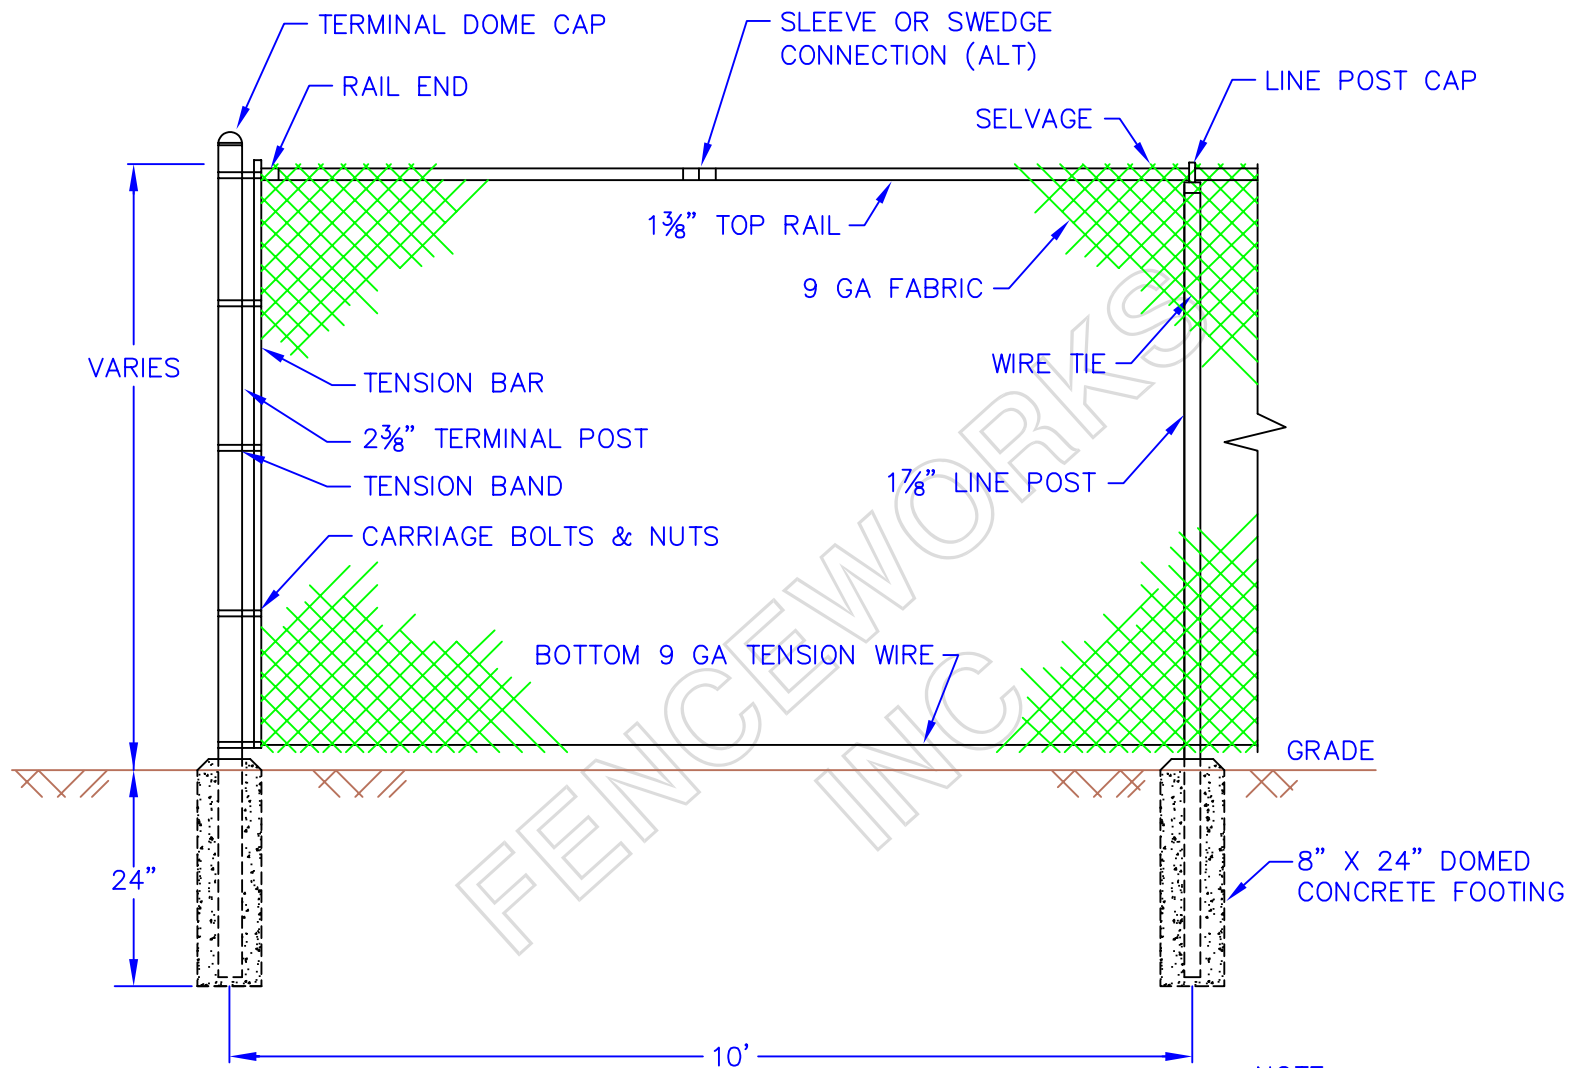 TERMINAL DOME CAP
RAIL END
SLEEVE OR SWEDGE
CONNECTION (ALT)
LINE POST CAP
SELVAGE
1⅜" TOP RAIL
9 GA FABRIC
WIRE TIE
VARIES
TENSION BAR
2⅜" TERMINAL POST
TENSION BAND
1⅞" LINE POST
CARRIAGE BOLTS & NUTS
BOTTOM 9 GA TENSION WIRE
FENCEWORKS
INC
GRADE
24"
8" X 24" DOMED
CONCRETE FOOTING
10'